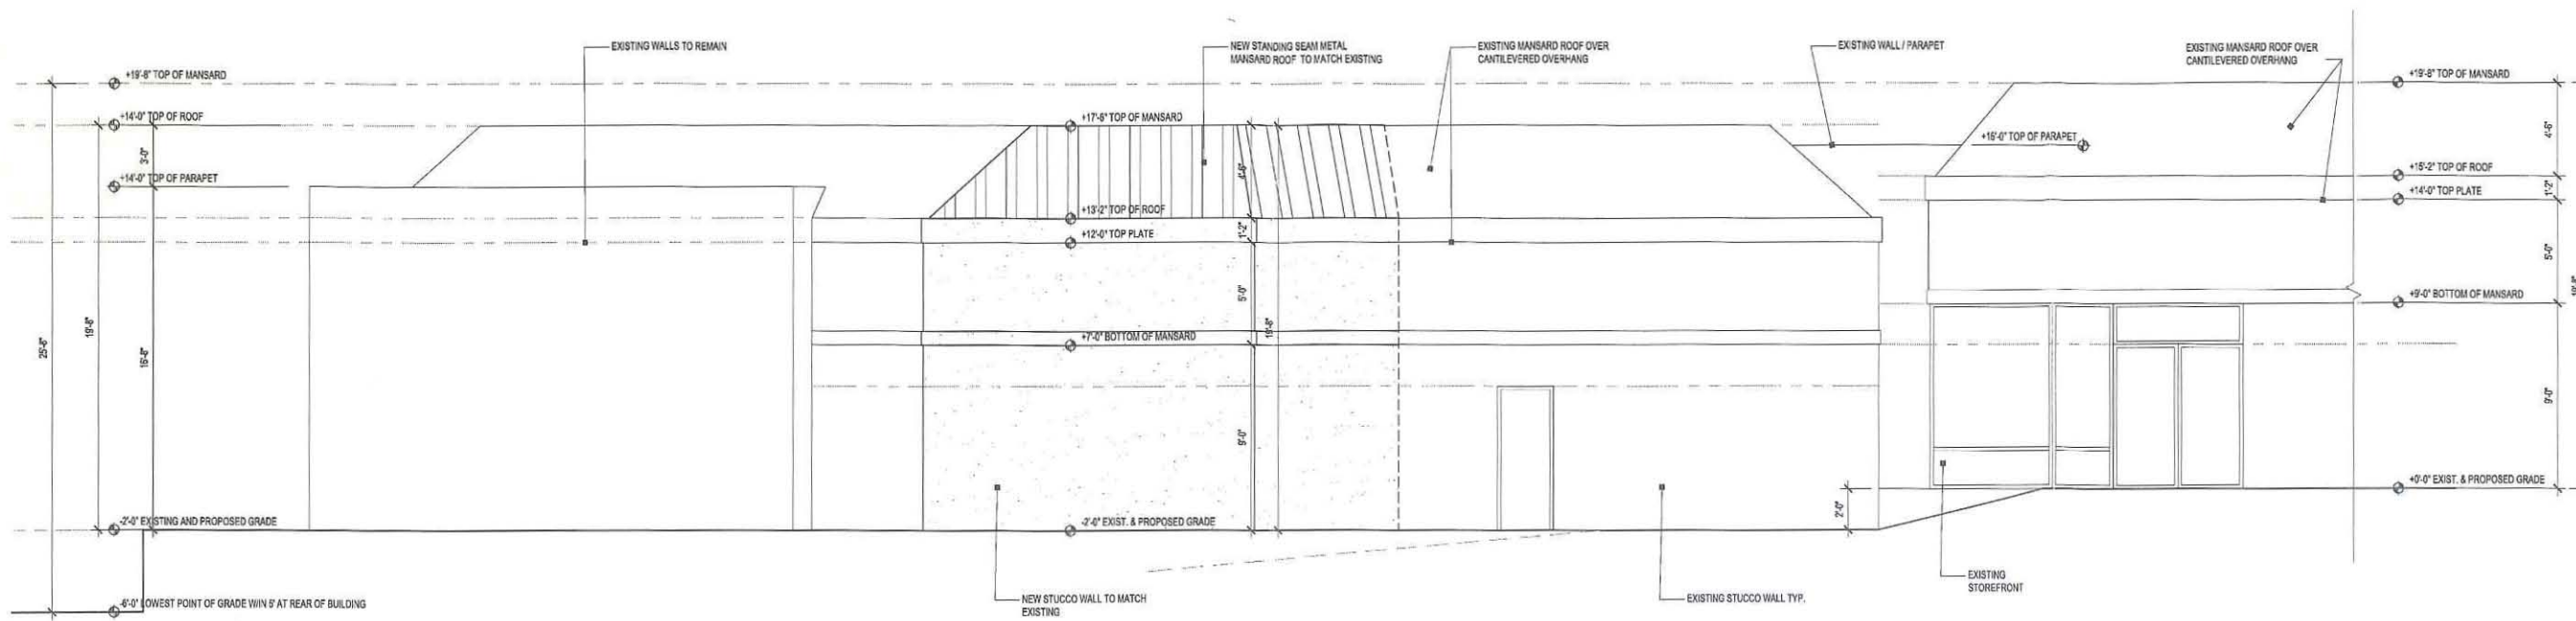 EXISTING WALLS TO REMAIN
NEW STANDING SEAM METAL
MANSARD ROOF TO MATCH EXISTING
EXISTING MANSARD ROOF OVER
CANTILEVERED OVERHANG
EXISTING WALL / PARAPET
EXISTING MANSARD ROOF OVER
CANTILEVERED OVERHANG
+19'-8" TOP OF MANSARD
+14'-0" TOP OF ROOF
+14'-0" TOP OF PARAPET
3'-0"
19'-8"
16'-8"
25'-8"
-2'-0" EXISTING AND PROPOSED GRADE
-6'-0" LOWEST POINT OF GRADE W/IN 5' AT REAR OF BUILDING
+17'-8" TOP OF MANSARD
+13'-2" TOP OF ROOF
+12'-0" TOP PLATE
+7'-0" BOTTOM OF MANSARD
-2'-0" EXIST. & PROPOSED GRADE
4'-6"
1'-2"
5'-0"
19'-8"
9'-0"
NEW STUCCO WALL TO MATCH
EXISTING
EXISTING STUCCO WALL TYP.
2'-0"
EXISTING
STOREFRONT
+16'-0" TOP OF PARAPET
+19'-8" TOP OF MANSARD
+15'-2" TOP OF ROOF
+14'-0" TOP PLATE
+9'-0" BOTTOM OF MANSARD
+0'-0" EXIST. & PROPOSED GRADE
4'-6"
1'-2"
5'-0"
9'-0"